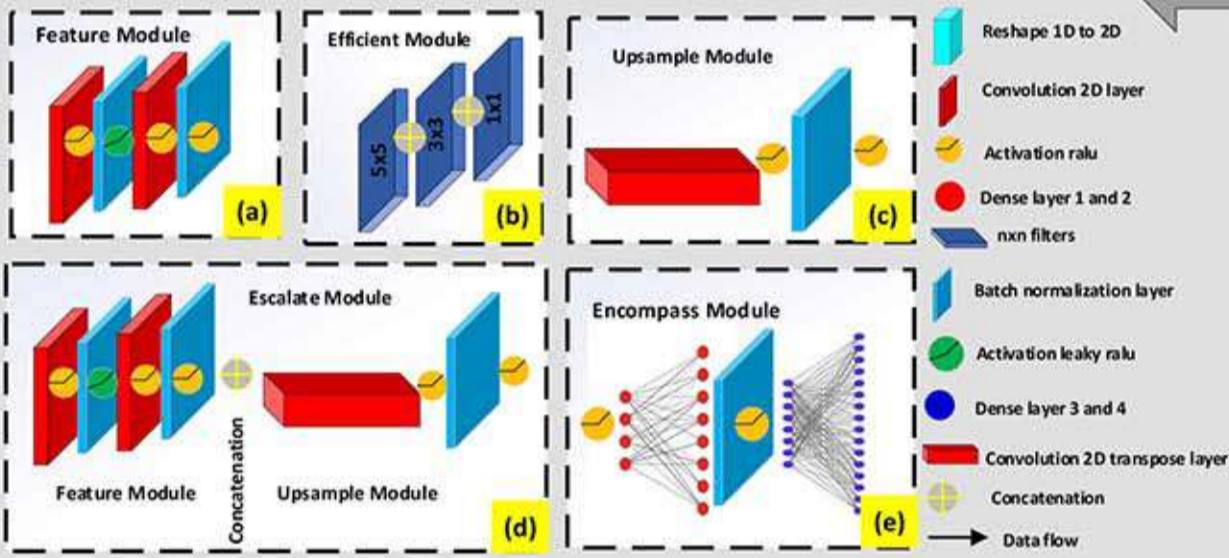 Feature Module
(a)
Efficient Module
5x5
3x3
1x1
(b)
Upsample Module
(c)
Escalate Module
Feature Module
Concatenation
Upsample Module
(d)
Encompass Module
(e)
Reshape 1D to 2D
Convolution 2D layer
Activation ralu
Dense layer 1 and 2
nxn filters
Batch normalization layer
Activation leaky ralu
Dense layer 3 and 4
Convolution 2D transpose layer
Concatenation
Data flow